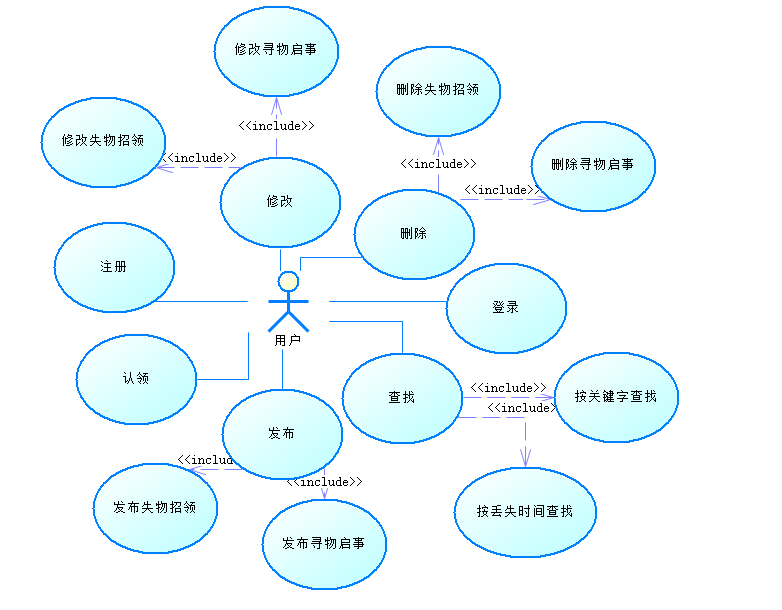 修改寻物启事
删除失物招领
<<include>>
修改失物招领
<<include>>
<<include>>
删除寻物启事
<<include>>
修改
删除
注册
登录
用户
认领
查找
<<include>>
按关键字查找
<<include>
发布
<<includ
<<include>>
发布失物招领
按丢失时间查找
发布寻物启事